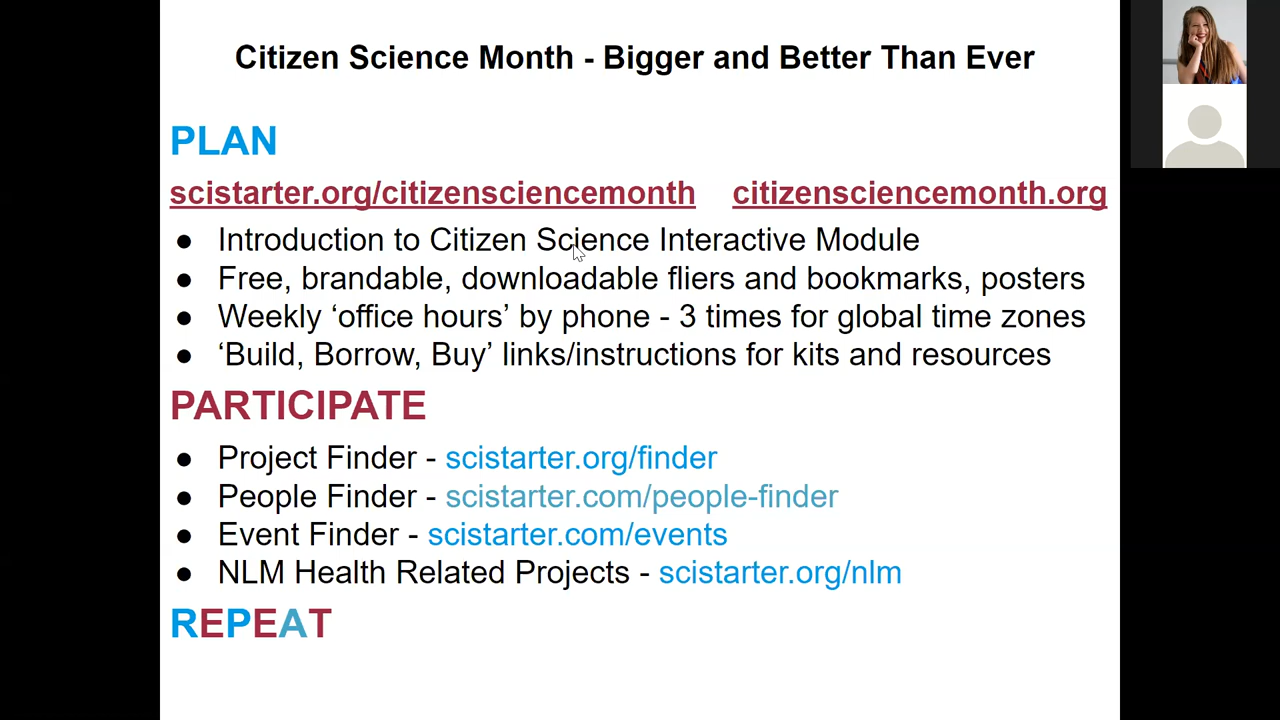 Citizen Science Month - Bigger and Better Than Ever
PLAN
scistarter.org/citizensciencemonth citizensciencemonth.org
● Introduction to Citizen Science Interactive Module
● Free, brandable, downloadable fliers and bookmarks, posters
● Weekly ‘office hours’ by phone - 3 times for global time zones
● ‘Build, Borrow, Buy’ links/instructions for kits and resources
PARTICIPATE
● Project Finder - scistarter.org/finder
● People Finder - scistarter.com/people-finder
● Event Finder - scistarter.com/events
● NLM Health Related Projects - scistarter.org/nlm
REPEAT